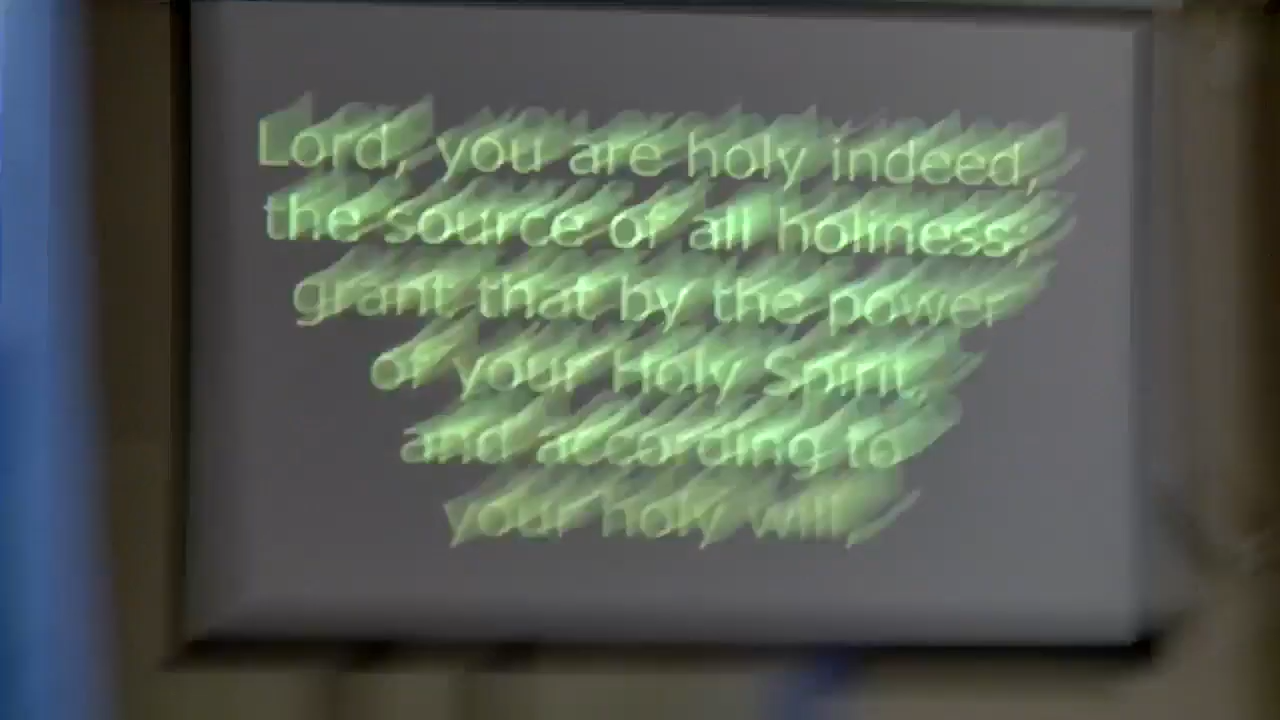 Lord, you are holy indeed,
the source of all holiness;
grant that by the power
of your Holy Spirit,
and according to
your holy will